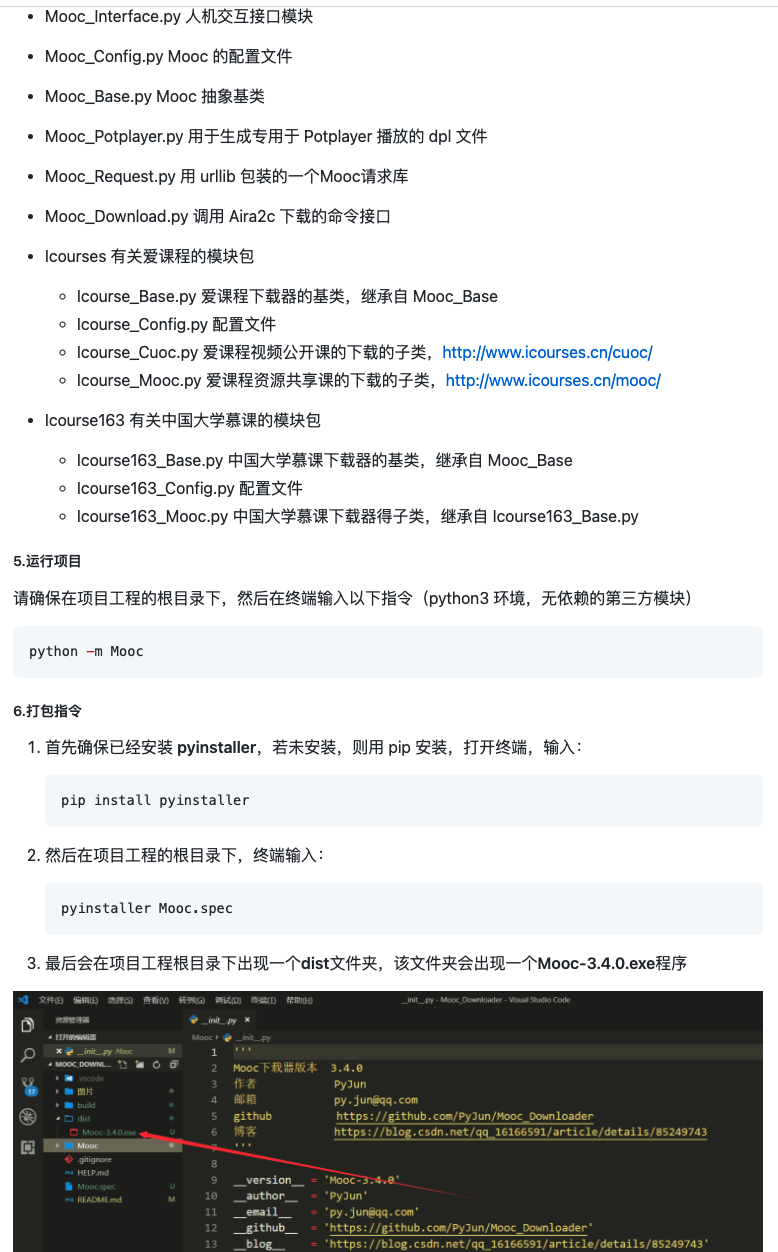 Mooc_Interface.py 人机交互接口模块
Mooc_Config.py Mooc 的配置文件
Mooc_Base.py Mooc 抽象基类
Mooc_Potplayer.py 用于生成专用于 Potplayer 播放的 dpl 文件
Mooc_Request.py 用 urllib 包装的一个Mooc请求库
Mooc_Download.py 调用 Aira2c 下载的命令接口
Icourses 有关爱课程的模块包
Icourse_Base.py 爱课程下载器的基类，继承自 Mooc_Base
Icourse_Config.py 配置文件
Icourse_Cuoc.py 爱课程视频公开课的下载的子类，http://www.icourses.cn/cuoc/
Icourse_Mooc.py 爱课程资源共享课的下载的子类，http://www.icourses.cn/mooc/
Icourse163 有关中国大学慕课的模块包
Icourse163_Base.py 中国大学慕课下载器的基类，继承自 Mooc_Base
Icourse163_Config.py 配置文件
Icourse163_Mooc.py 中国大学慕课下载器得子类，继承自 Icourse163_Base.py
5.运行项目
请确保在项目工程的根目录下，然后在终端输入以下指令（python3 环境，无依赖的第三方模块）
python -m Mooc
6.打包指令
1. 首先确保已经安装 pyinstaller，若未安装，则用 pip 安装，打开终端，输入：
pip install pyinstaller
2. 然后在项目工程的根目录下，终端输入：
pyinstaller Mooc.spec
3. 最后会在项目工程根目录下出现一个dist文件夹，该文件夹会出现一个Mooc-3.4.0.exe程序
文件(F) 编辑(E) 选择(S) 查看(V) 转到(G) 调试(D) 终端(T) 帮助(H) __init__.py - Mooc_Downloader - Visual Studio Code
资源管理器 __init__.py ×
打开的编辑器 Mooc › __init__.py
× __init__.py Mooc M
MOOC_DOWNL...
.vscode
图片
build
dist
Mooc-3.4.0.exe U
Mooc
.gitignore
HELP.md
Mooc.spec U
README.md M
17
1 '''
2 Mooc下载器版本 3.4.0
3 作者 PyJun
4 邮箱 py.jun@qq.com
5 github https://github.com/PyJun/Mooc_Downloader
6 博客 https://blog.csdn.net/qq_16166591/article/details/85249743
7 '''
8
9 __version__ = 'Mooc-3.4.0'
10 __author__ = 'PyJun'
11 __email__ = 'py.jun@qq.com'
12 __github__ = 'https://github.com/PyJun/Mooc_Downloader'
13 __blog__ = 'https://blog.csdn.net/qq_16166591/article/details/85249743'